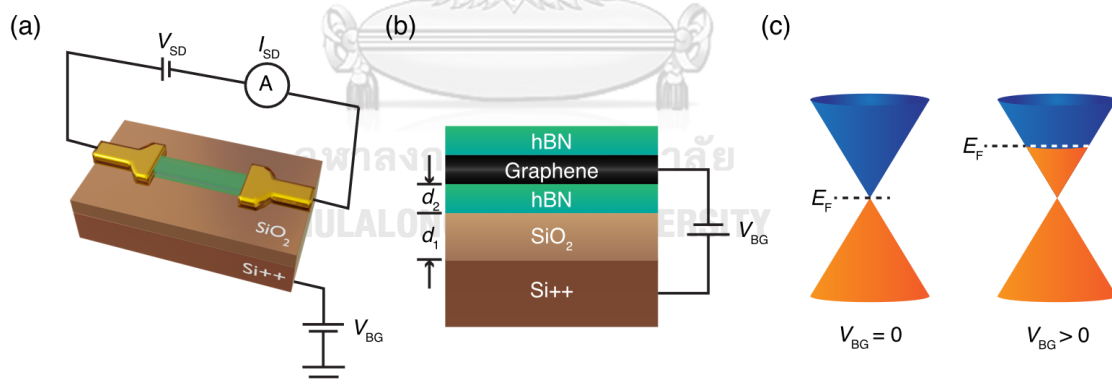 (a)
V_SD
I_SD
A
SiO₂
Si++
V_BG
(b)
hBN
Graphene
hBN
SiO₂
Si++
d₂
d₁
V_BG
(c)
E_F
E_F
V_BG = 0
V_BG > 0